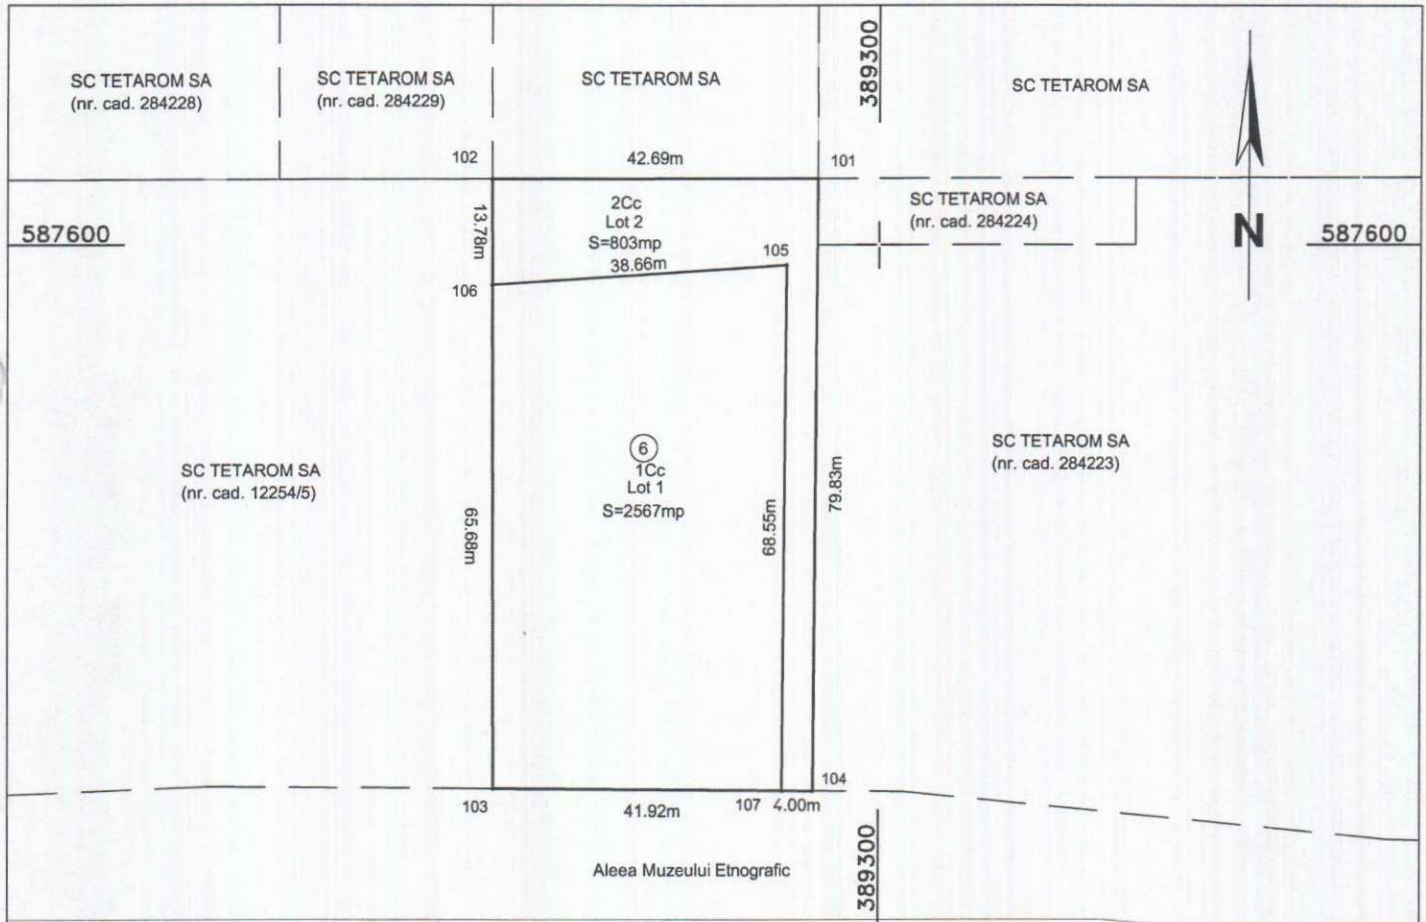 389300
SC TETAROM SA
(nr. cad. 284228)
SC TETAROM SA
(nr. cad. 284229)
SC TETAROM SA
SC TETAROM SA
102
42.69m
101
SC TETAROM SA
(nr. cad. 284224)
587600
13.78m
2Cc
Lot 2
S=803mp
38.66m
105
N
587600
106
SC TETAROM SA
(nr. cad. 12254/5)
6
1Cc
Lot 1
S=2567mp
SC TETAROM SA
(nr. cad. 284223)
65.68m
68.55m
79.83m
103
41.92m
107
4.00m
104
Aleea Muzeului Etnografic
389300